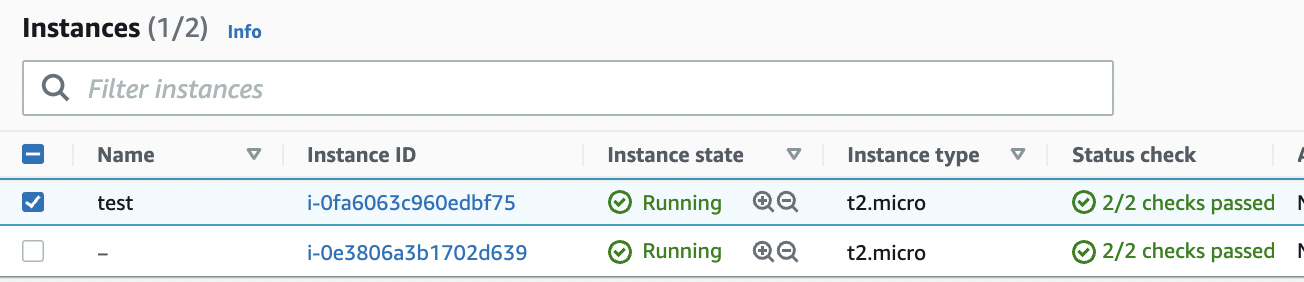 Instances (1/2) Info
Filter instances
Name Instance ID Instance state Instance type Status check
test i-0fa6063c960edbf75 Running t2.micro 2/2 checks passed
– i-0e3806a3b1702d639 Running t2.micro 2/2 checks passed